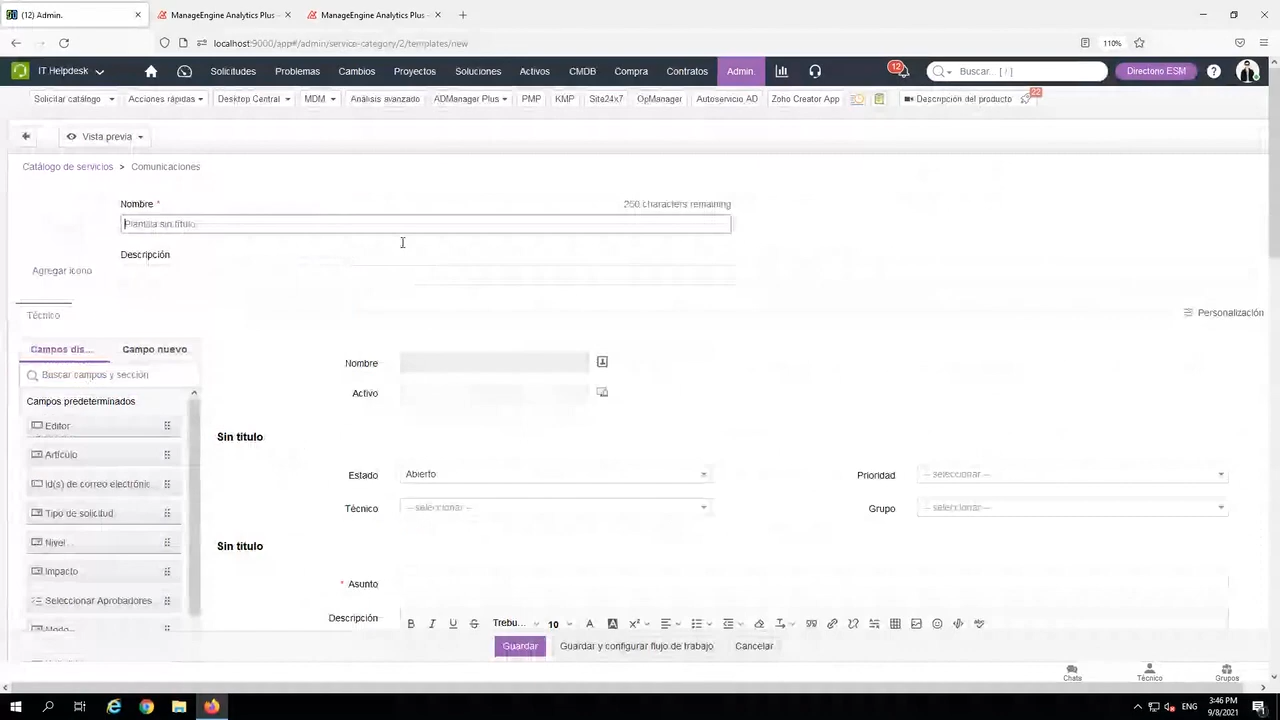 (12) Admin.
ManageEngine Analytics Plus
ManageEngine Analytics Plus
localhost:9000/app#/admin/service-category/2/templates/new
110%
IT Helpdesk
Problemas
Cambios
Proyectos
Soluciones
Activos
CMDB
Compra
Contratos
Admin.
12
Buscar... [ / ]
Directorio ESM
Solicitar catálogo
Acciones rápidas
Desktop Central
MDM
Análisis avanzado
ADManager Plus
PMP
KMP
Site24x7
OpManager
Autoservicio AD
Zoho Creator App
Descripción del producto
22
Vista previa
Catálogo de servicios > Comunicaciones
Nombre *
250 characters remaining
Plantilla sin título
Descripción
Agregar icono
Técnico
Personalización
Campos dis...
Campo nuevo
Buscar campos y sección
Campos predeterminados
Editor
Artículo
Id(s) de correo electrónic
Tipo de solicitud
Nivel
Impacto
Seleccionar Aprobadores
Nombre
Activo
Sin título
Estado
Abierto
Prioridad
-- seleccionar --
Técnico
-- seleccionar --
Grupo
-- seleccionar --
Sin título
* Asunto
Descripción
B I U S Trebu... 10
Guardar
Guardar y configurar flujo de trabajo
Cancelar
Chats
Técnico
Grupos
ENG
3:46 PM
9/8/2021